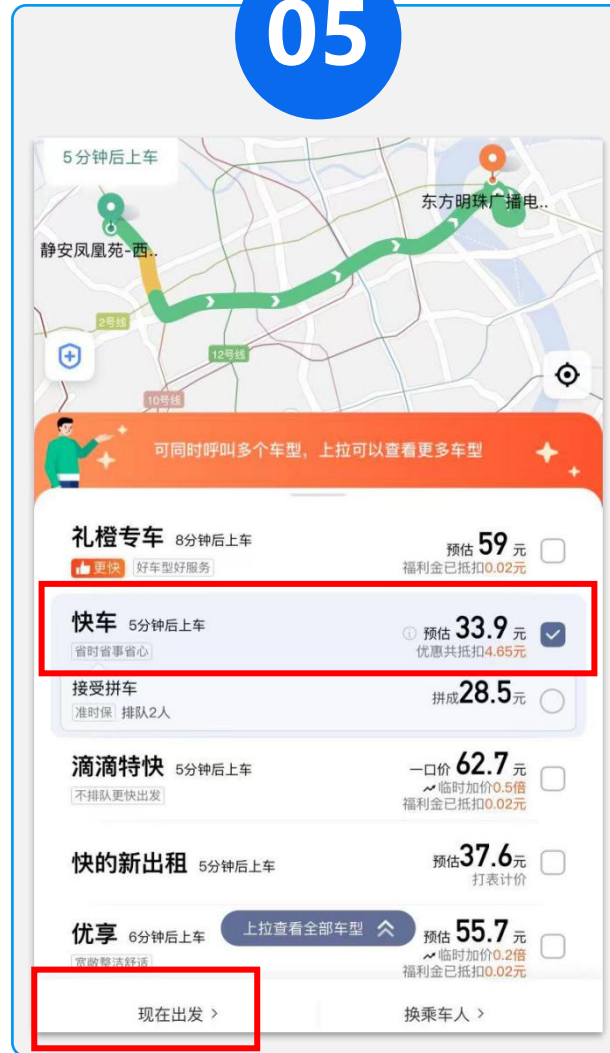 05
5分钟后上车
东方明珠广播电..
静安凤凰苑-西..
2号线
12号线
10号线
可同时呼叫多个车型，上拉可以查看更多车型
礼橙专车 8分钟后上车 预估59元
更快 好车型好服务 福利金已抵扣0.02元
快车 5分钟后上车 预估33.9元
省时省事省心 优惠共抵扣4.65元
接受拼车 拼成28.5元
准时保 排队2人
滴滴特快 5分钟后上车 一口价62.7元
不排队更快出发 临时加价0.5倍
福利金已抵扣0.02元
快的新出租 5分钟后上车 预估37.6元
打表计价
优享 6分钟后上车 上拉查看全部车型 预估55.7元
宽敞整洁舒适 临时加价0.2倍
福利金已抵扣0.02元
现在出发 > 换乘车人 >